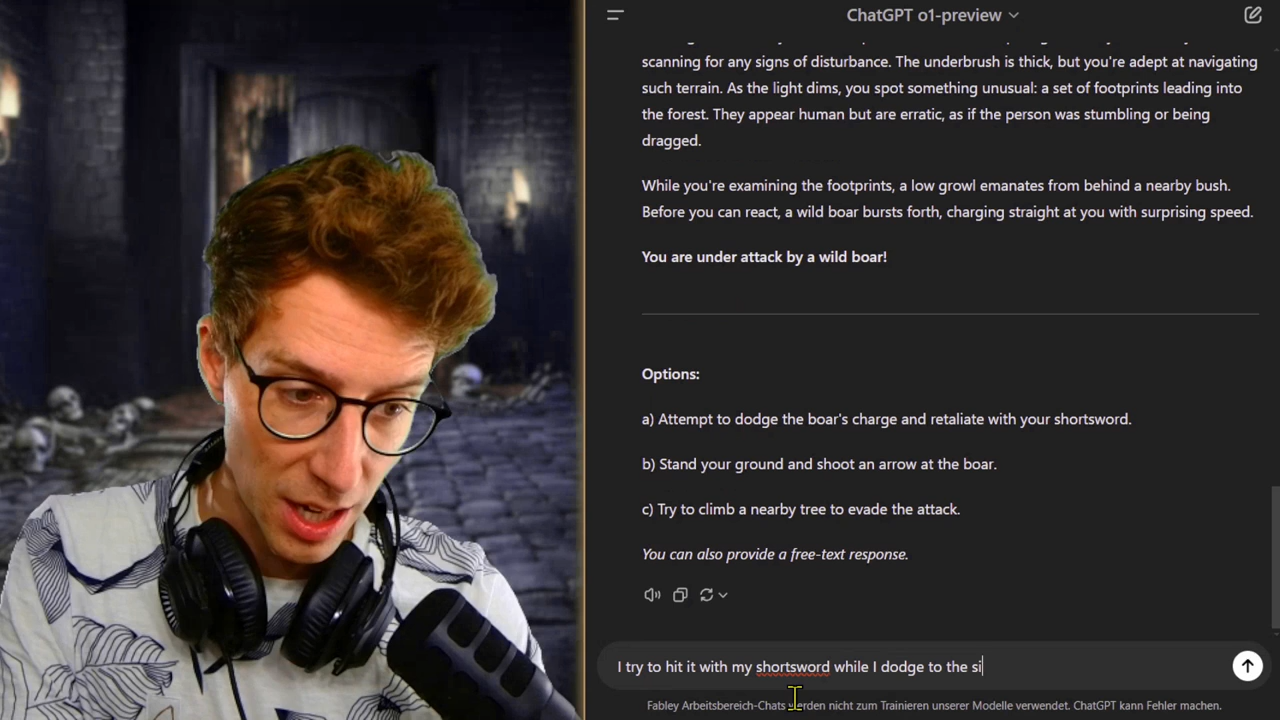 ChatGPT o1-preview
scanning for any signs of disturbance. The underbrush is thick, but you're adept at navigating
such terrain. As the light dims, you spot something unusual: a set of footprints leading into
the forest. They appear human but are erratic, as if the person was stumbling or being
dragged.
While you're examining the footprints, a low growl emanates from behind a nearby bush.
Before you can react, a wild boar bursts forth, charging straight at you with surprising speed.
You are under attack by a wild boar!
Options:
a) Attempt to dodge the boar's charge and retaliate with your shortsword.
b) Stand your ground and shoot an arrow at the boar.
c) Try to climb a nearby tree to evade the attack.
You can also provide a free-text response.
I try to hit it with my shortsword while I dodge to the si
Fabley Arbeitsbereich-Chats werden nicht zum Trainieren unserer Modelle verwendet. ChatGPT kann Fehler machen.